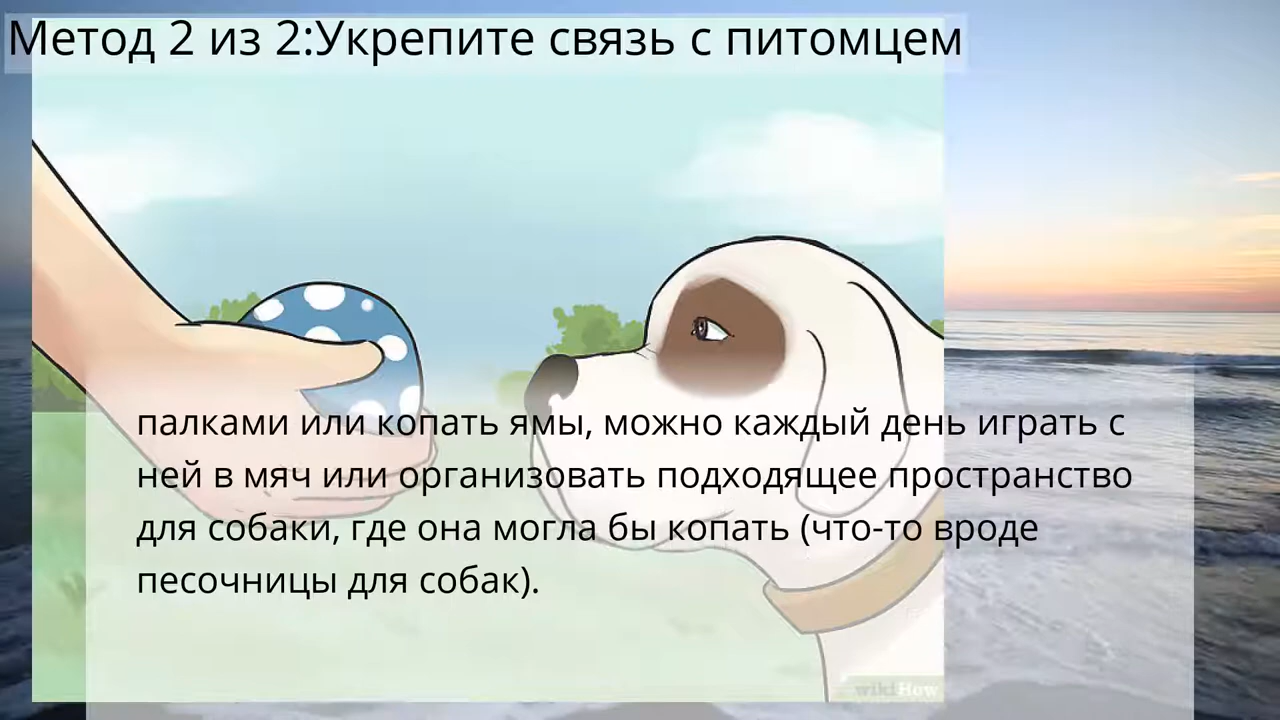 Метод 2 из 2:Укрепите связь с питомцем
палками или копать ямы, можно каждый день играть с
ней в мяч или организовать подходящее пространство
для собаки, где она могла бы копать (что-то вроде
песочницы для собак).
wikiHow